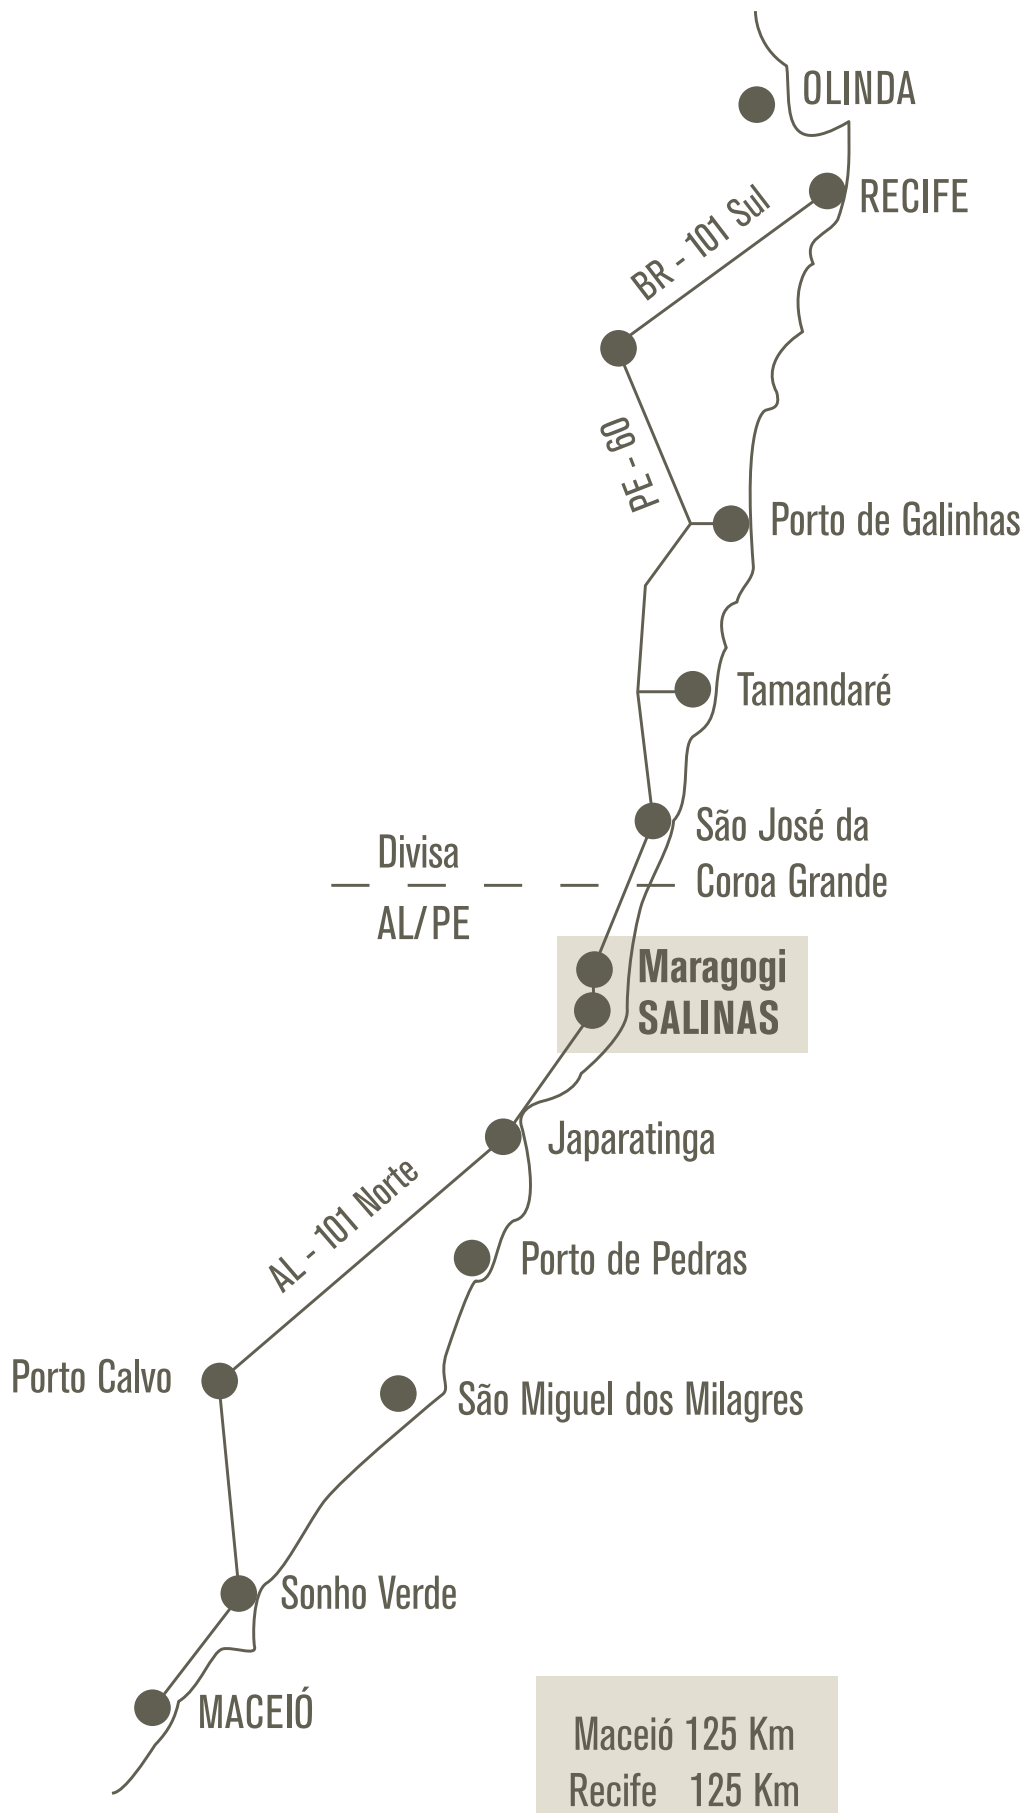 OLINDA
RECIFE
BR - 101 Sul
PE - 60
Porto de Galinhas
Tamandaré
São José da
Coroa Grande
Divisa
AL/PE
Maragogi
SALINAS
Japaratinga
AL - 101 Norte
Porto de Pedras
Porto Calvo
São Miguel dos Milagres
Sonho Verde
MACEIÓ
Maceió 125 Km
Recife 125 Km